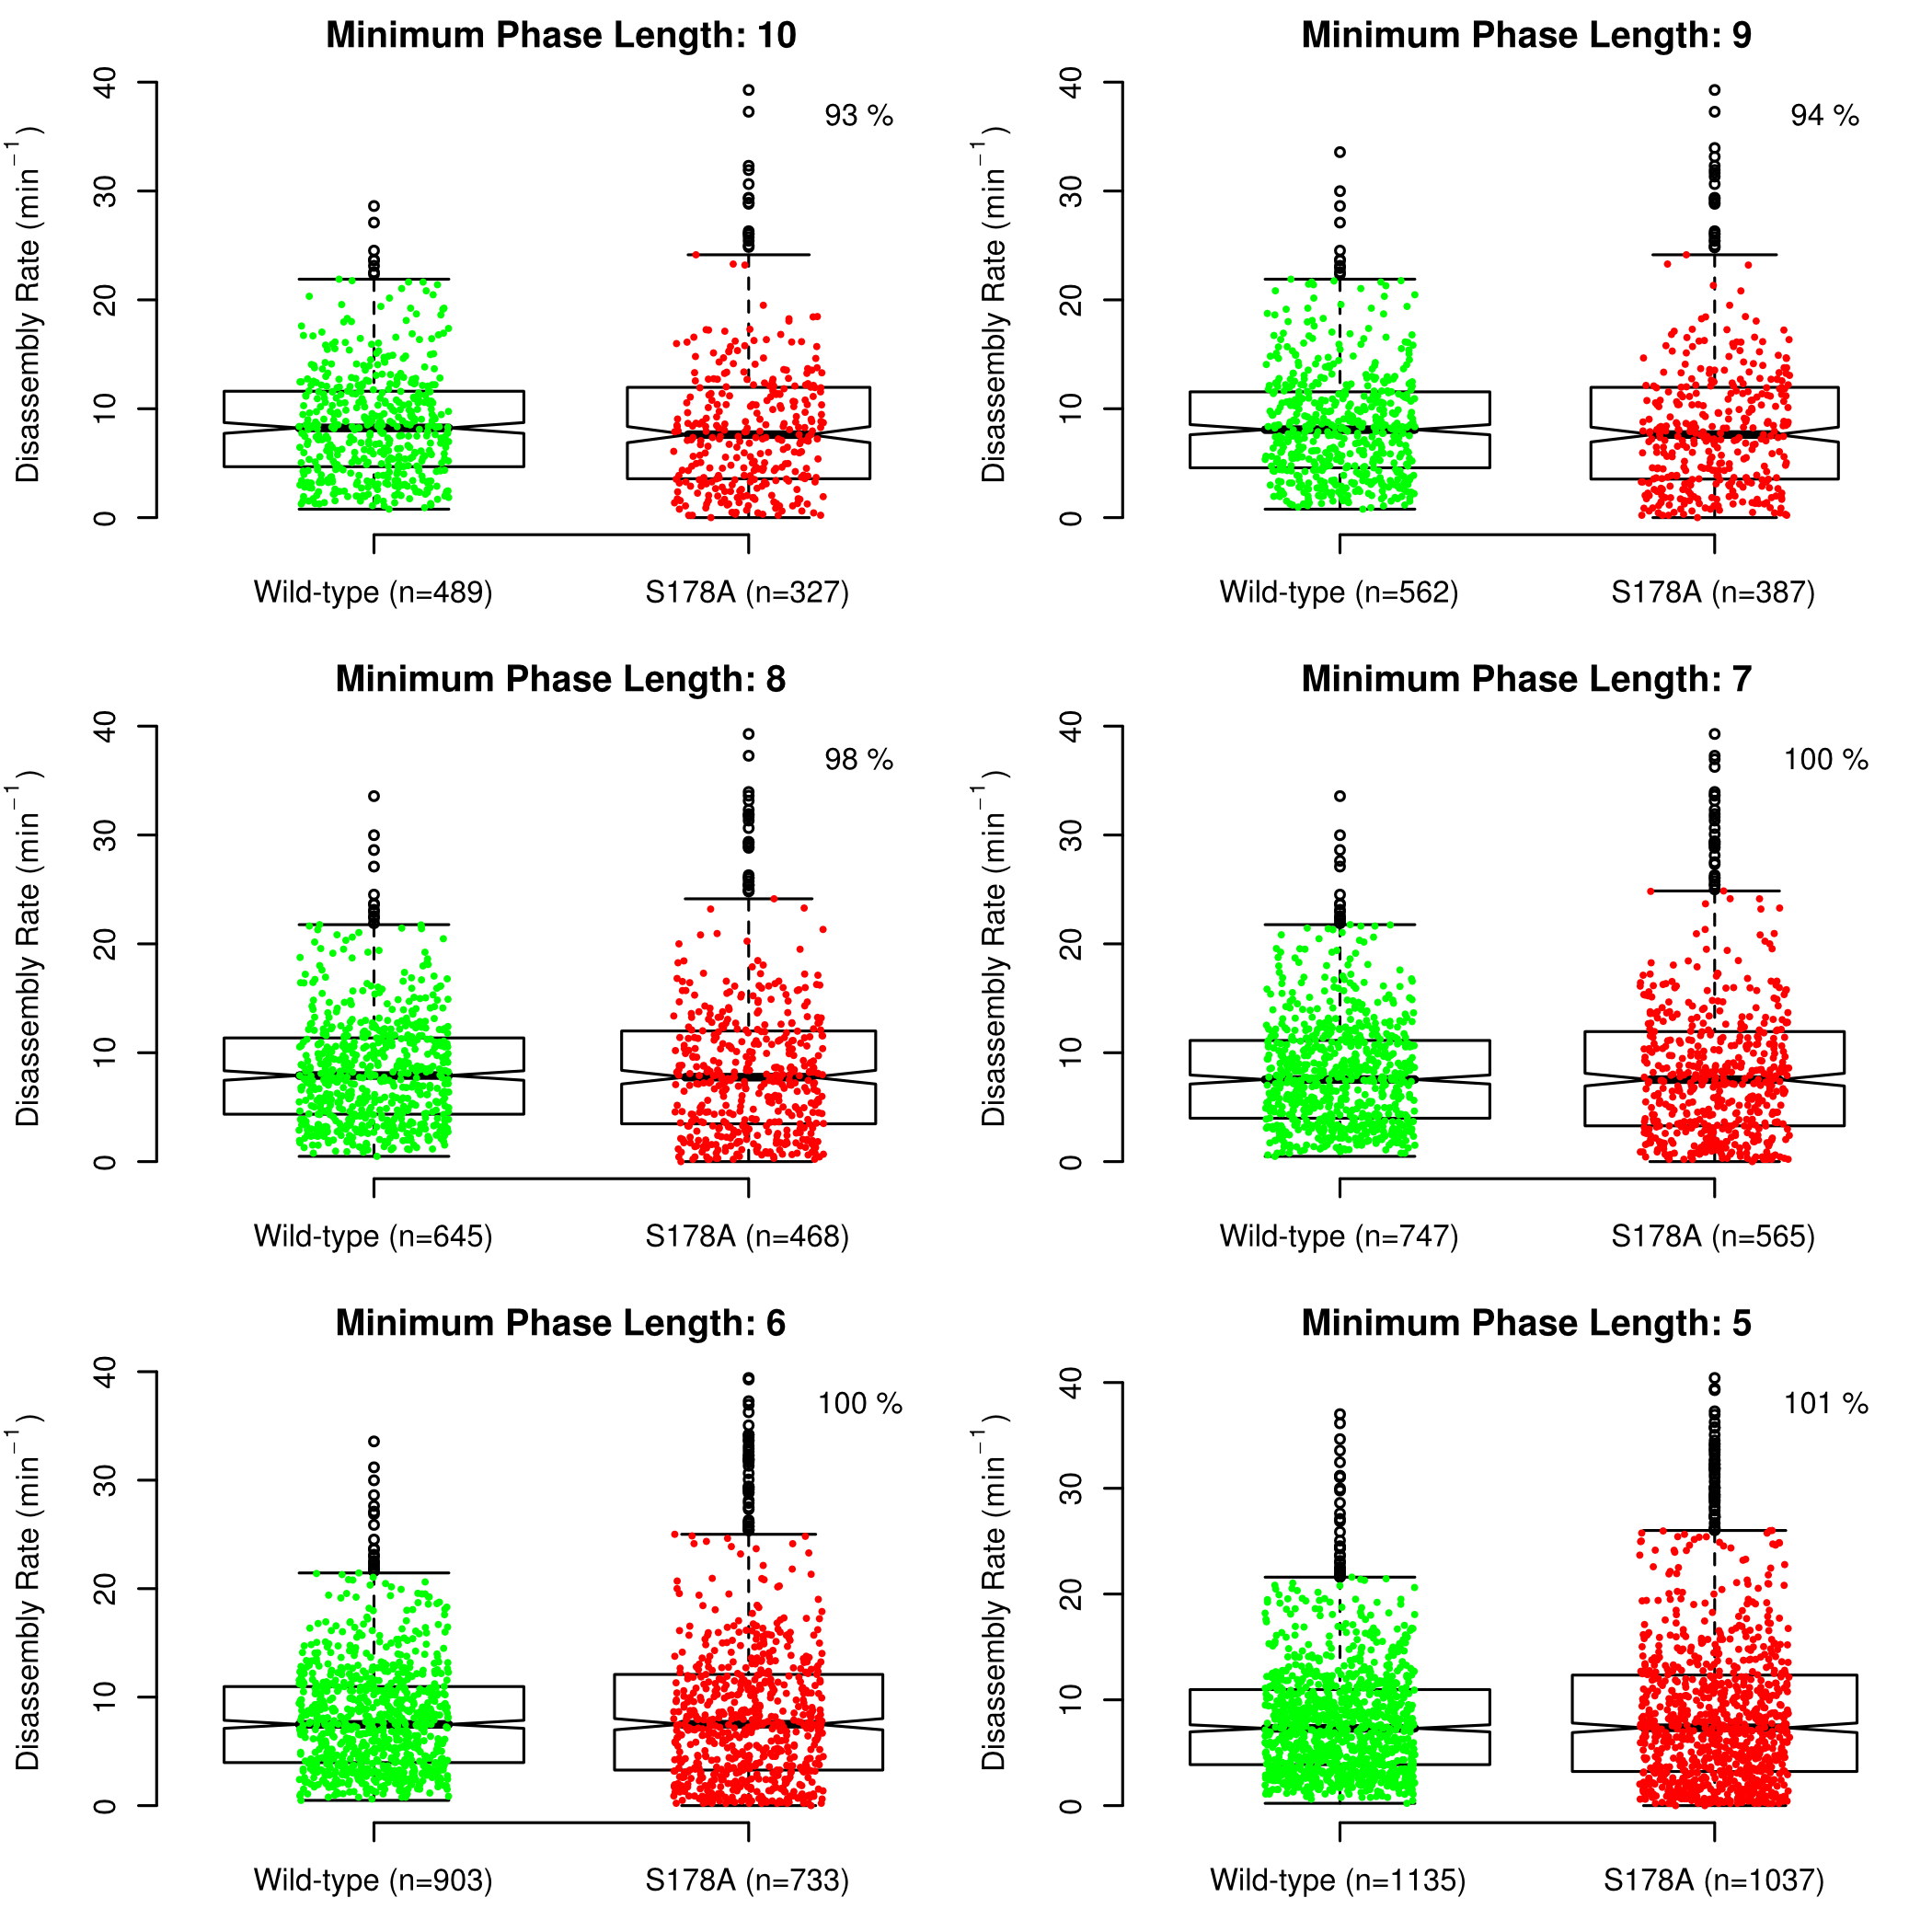 Minimum Phase Length: 10
Disassembly Rate (min⁻¹)
40
30
20
10
0
93 %
Wild-type (n=489)
S178A (n=327)
Minimum Phase Length: 9
Disassembly Rate (min⁻¹)
40
30
20
10
0
94 %
Wild-type (n=562)
S178A (n=387)
Minimum Phase Length: 8
Disassembly Rate (min⁻¹)
40
30
20
10
0
98 %
Wild-type (n=645)
S178A (n=468)
Minimum Phase Length: 7
Disassembly Rate (min⁻¹)
40
30
20
10
0
100 %
Wild-type (n=747)
S178A (n=565)
Minimum Phase Length: 6
Disassembly Rate (min⁻¹)
40
30
20
10
0
100 %
Wild-type (n=903)
S178A (n=733)
Minimum Phase Length: 5
Disassembly Rate (min⁻¹)
40
30
20
10
0
101 %
Wild-type (n=1135)
S178A (n=1037)